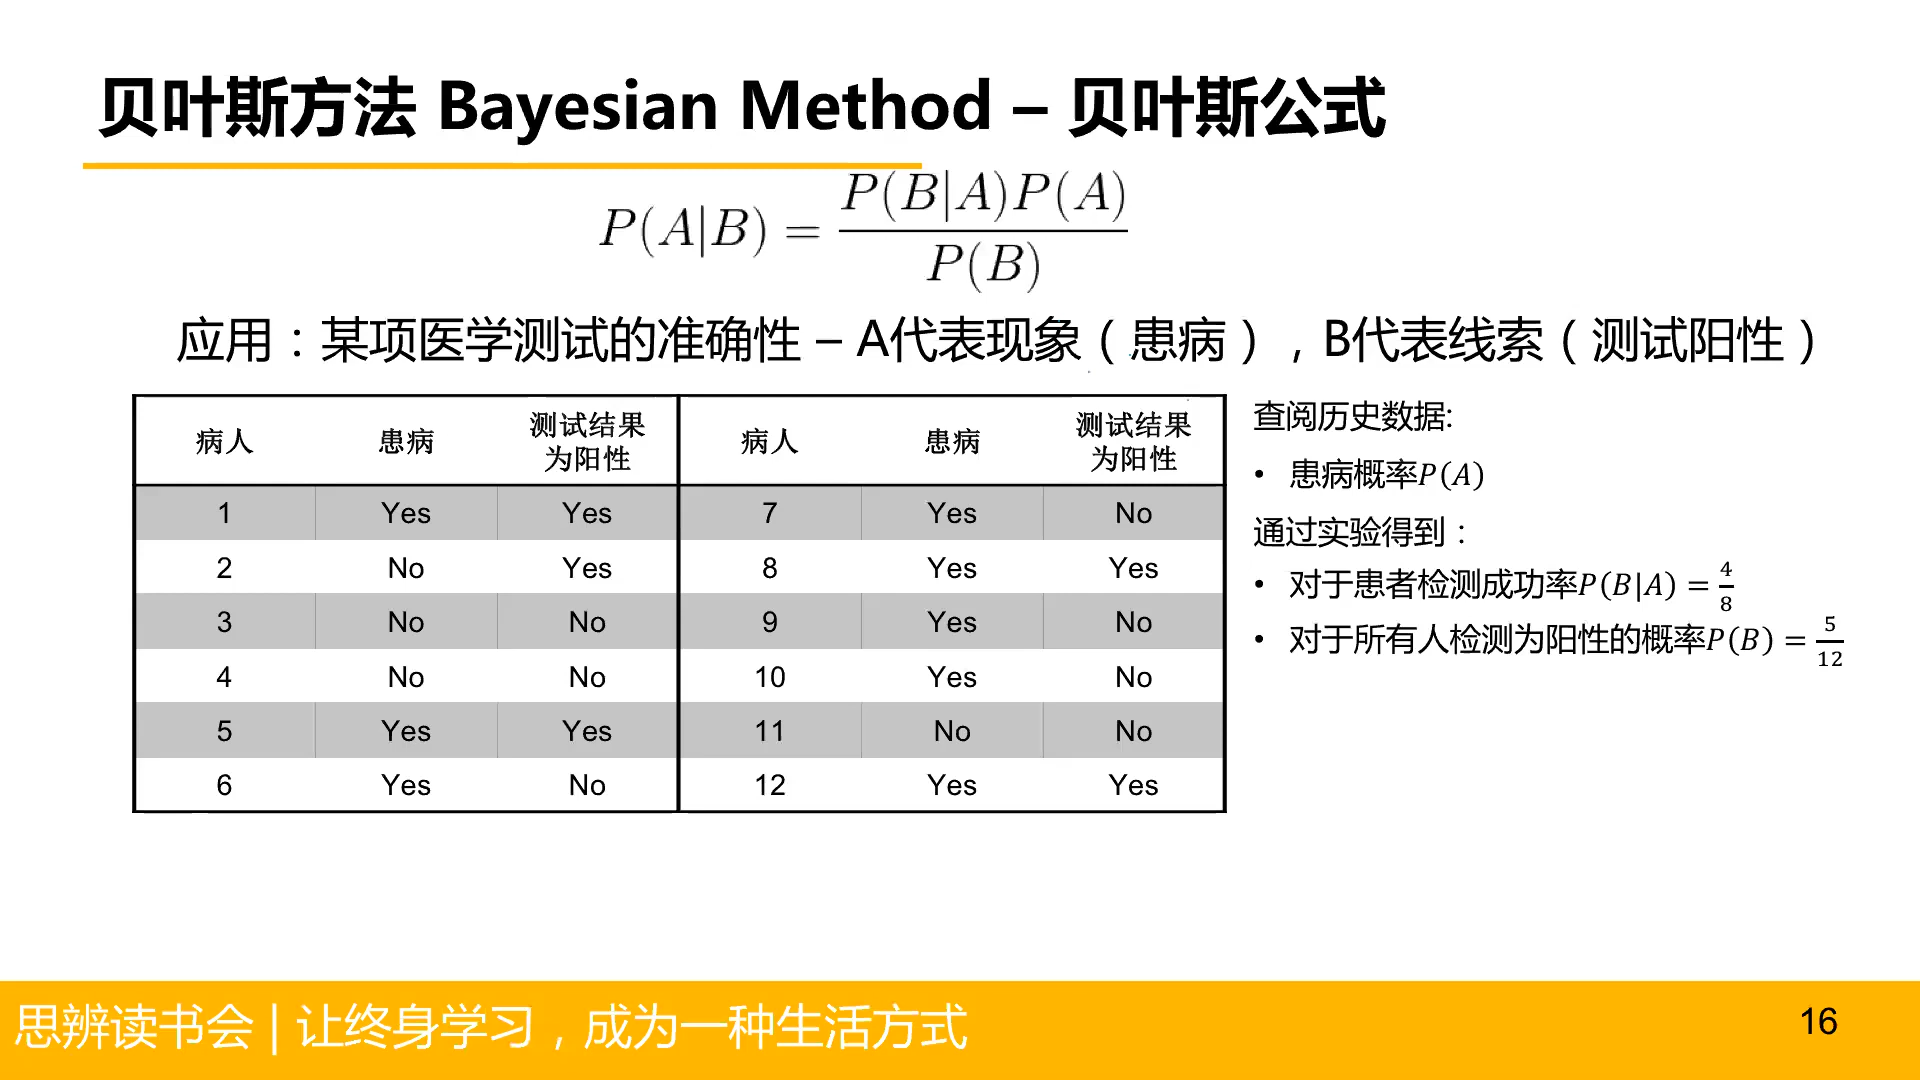 贝叶斯方法 Bayesian Method – 贝叶斯公式
P(A|B) = P(B|A)P(A) / P(B)
应用：某项医学测试的准确性 – A代表现象（患病），B代表线索（测试阳性）
病人 患病 测试结果为阳性 病人 患病 测试结果为阳性
1 Yes Yes 7 Yes No
2 No Yes 8 Yes Yes
3 No No 9 Yes No
4 No No 10 Yes No
5 Yes Yes 11 No No
6 Yes No 12 Yes Yes
查阅历史数据:
• 患病概率P(A)
通过实验得到：
• 对于患者检测成功率P(B|A) = 4/8
• 对于所有人检测为阳性的概率P(B) = 5/12
思辨读书会 | 让终身学习，成为一种生活方式
16